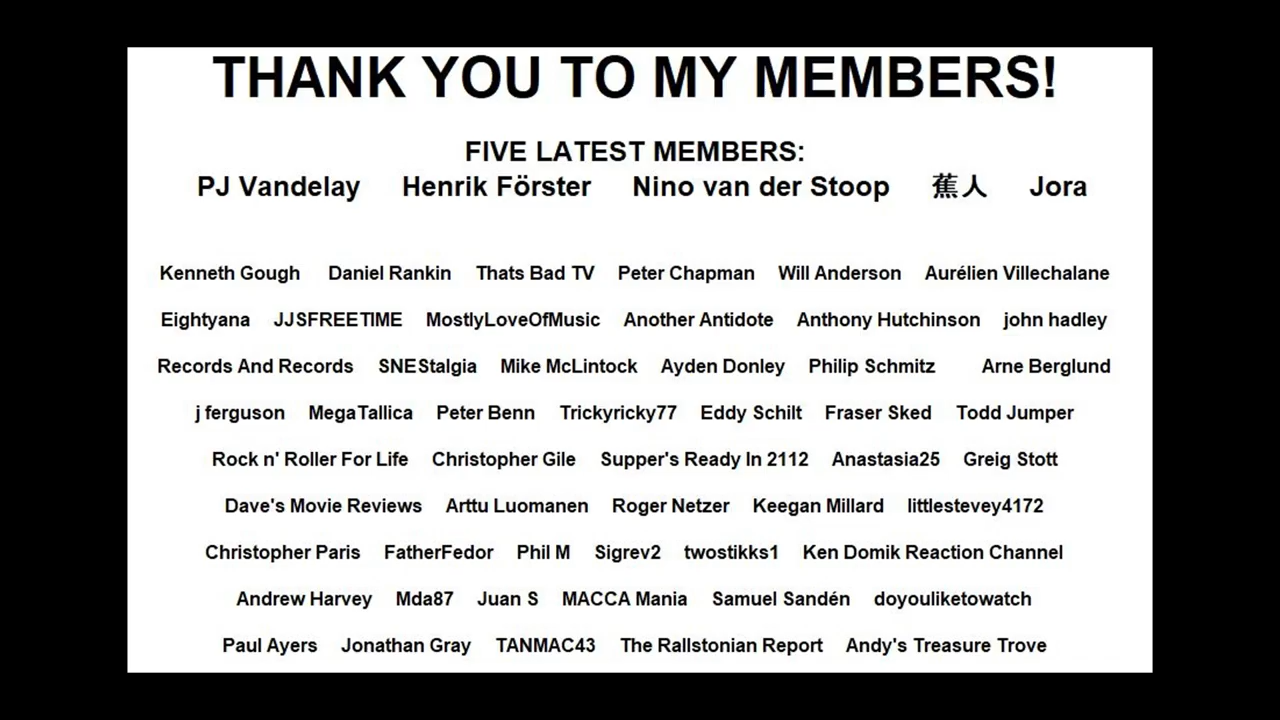 THANK YOU TO MY MEMBERS!
FIVE LATEST MEMBERS:
PJ Vandelay Henrik Förster Nino van der Stoop 蕉人 Jora
Kenneth Gough Daniel Rankin Thats Bad TV Peter Chapman Will Anderson Aurélien Villechalane
Eightyana JJSFREETIME MostlyLoveOfMusic Another Antidote Anthony Hutchinson john hadley
Records And Records SNEStalgia Mike McLintock Ayden Donley Philip Schmitz Arne Berglund
j ferguson MegaTallica Peter Benn Trickyricky77 Eddy Schilt Fraser Sked Todd Jumper
Rock n' Roller For Life Christopher Gile Supper's Ready In 2112 Anastasia25 Greig Stott
Dave's Movie Reviews Arttu Luomanen Roger Netzer Keegan Millard littlestevey4172
Christopher Paris FatherFedor Phil M Sigrev2 twostikks1 Ken Domik Reaction Channel
Andrew Harvey Mda87 Juan S MACCA Mania Samuel Sandén doyouliketowatch
Paul Ayers Jonathan Gray TANMAC43 The Rallstonian Report Andy's Treasure Trove